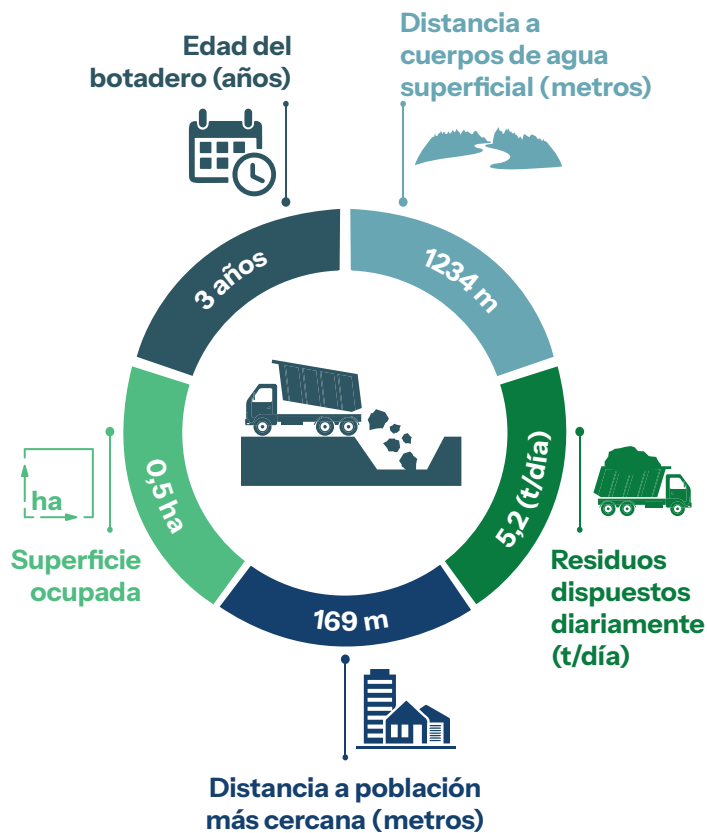 Edad del
botadero (años)
Distancia a
cuerpos de agua
superficial (metros)
3 años
1234 m
0,5 ha
5,2 (t/día)
169 m
ha
Superficie
ocupada
Residuos
dispuestos
diariamente
(t/día)
Distancia a población
más cercana (metros)